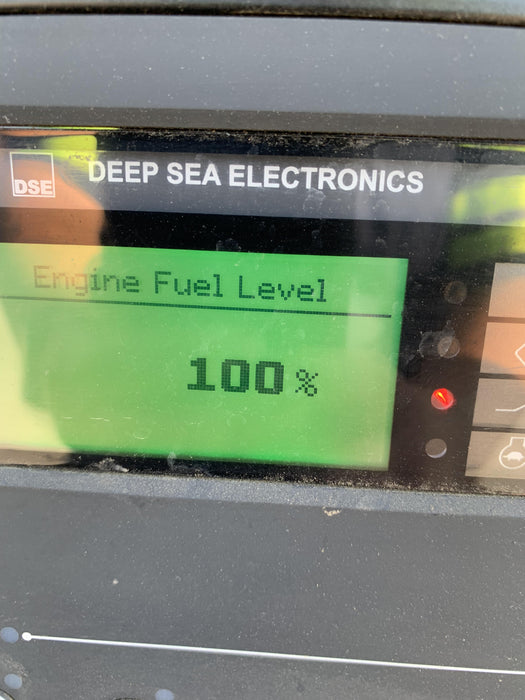 DSE
DEEP SEA ELECTRONICS
Engine Fuel Level
100 %